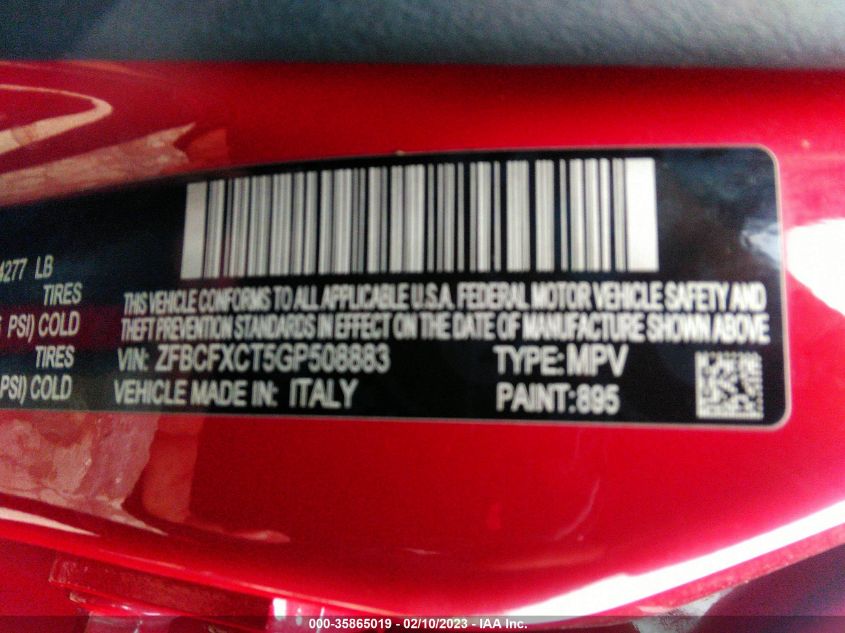 4277 LB
TIRES
PSI) COLD
TIRES
PSI) COLD
THIS VEHICLE CONFORMS TO ALL APPLICABLE U.S.A. FEDERAL MOTOR VEHICLE SAFETY AND
THEFT PREVENTION STANDARDS IN EFFECT ON THE DATE OF MANUFACTURE SHOWN ABOVE
VIN: ZFBCFXCT5GP508883 TYPE:MPV
VEHICLE MADE IN: ITALY PAINT:895
000-35865019 - 02/10/2023 - IAA Inc.